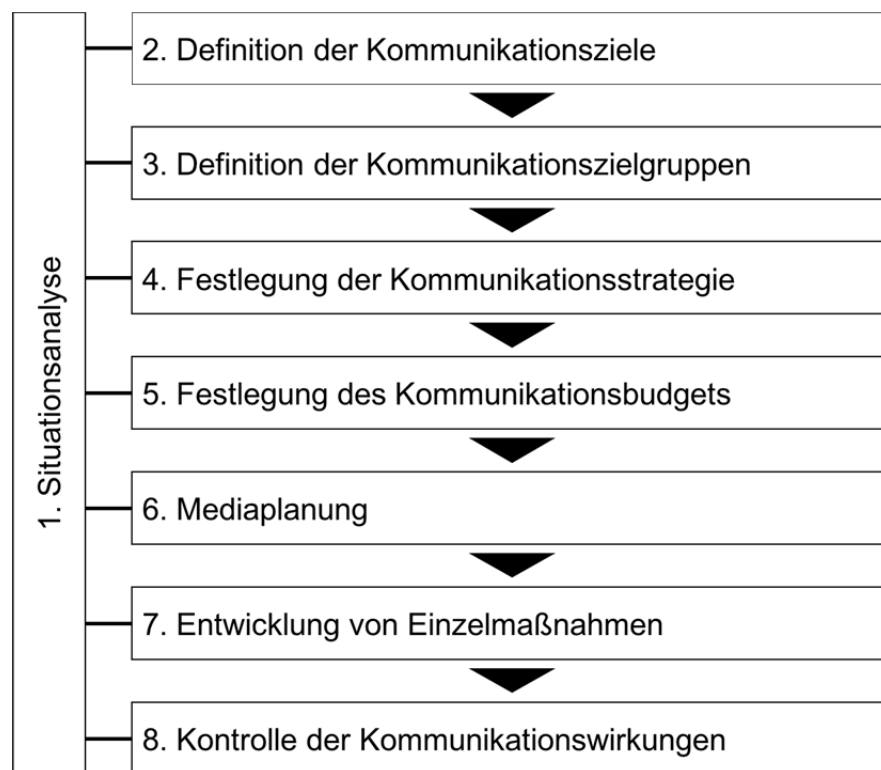 1. Situationsanalyse
2. Definition der Kommunikationsziele
3. Definition der Kommunikationszielgruppen
4. Festlegung der Kommunikationsstrategie
5. Festlegung des Kommunikationsbudgets
6. Mediaplanung
7. Entwicklung von Einzelmaßnahmen
8. Kontrolle der Kommunikationswirkungen